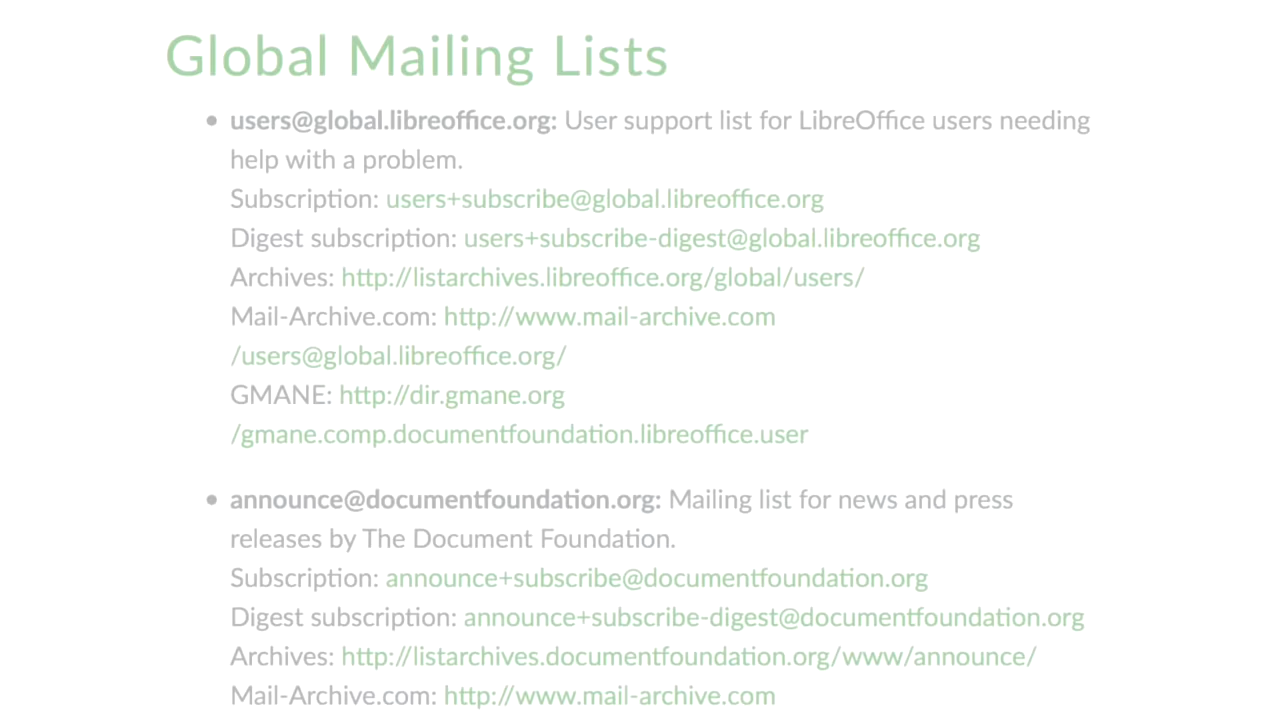 Global Mailing Lists
• users@global.libreoffice.org: User support list for LibreOffice users needing
help with a problem.
Subscription: users+subscribe@global.libreoffice.org
Digest subscription: users+subscribe-digest@global.libreoffice.org
Archives: http://listarchives.libreoffice.org/global/users/
Mail-Archive.com: http://www.mail-archive.com
/users@global.libreoffice.org/
GMANE: http://dir.gmane.org
/gmane.comp.documentfoundation.libreoffice.user
• announce@documentfoundation.org: Mailing list for news and press
releases by The Document Foundation.
Subscription: announce+subscribe@documentfoundation.org
Digest subscription: announce+subscribe-digest@documentfoundation.org
Archives: http://listarchives.documentfoundation.org/www/announce/
Mail-Archive.com: http://www.mail-archive.com